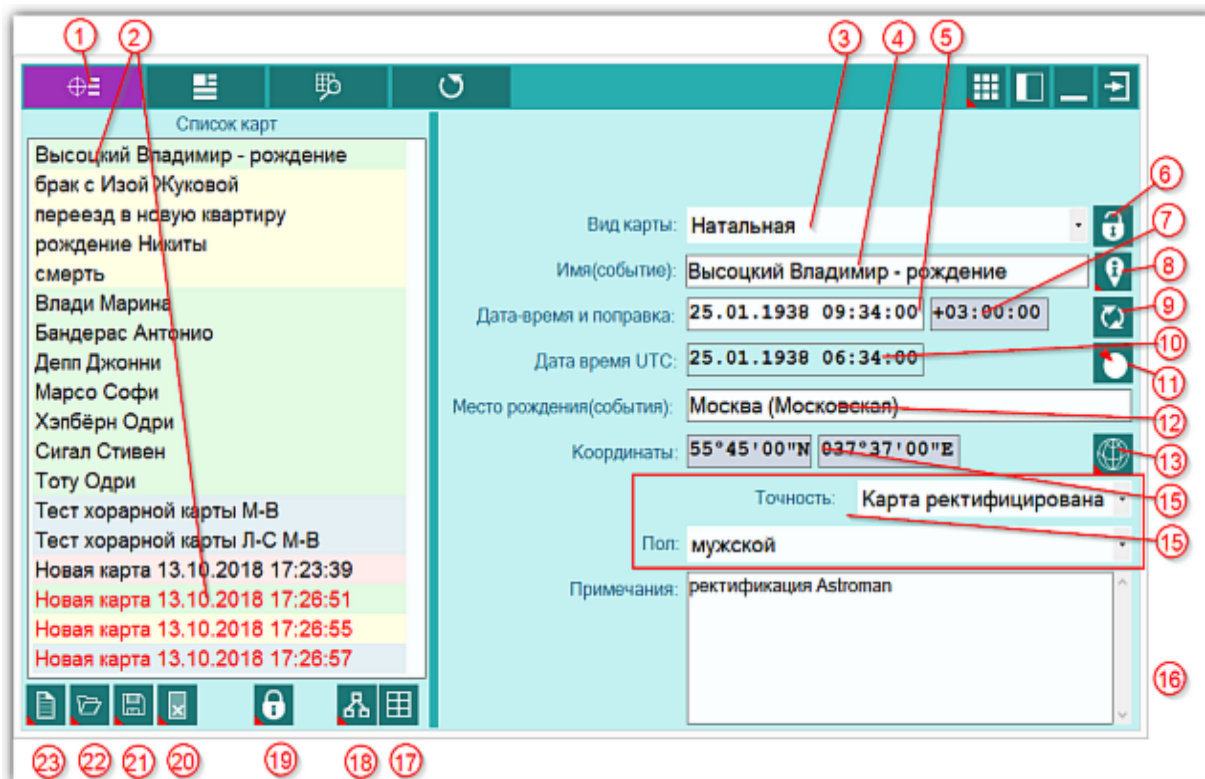 1 2 3 4 5
Список карт
Высоцкий Владимир - рождение
брак с Изой Жуковой
переезд в новую квартиру
рождение Никиты
смерть
Влади Марина
Бандерас Антонио
Депп Джонни
Марсо Софи
Хэпбёрн Одри
Сигал Стивен
Тоту Одри
Тест хорарной карты М-В
Тест хорарной карты Л-С М-В
Новая карта 13.10.2018 17:23:39
Новая карта 13.10.2018 17:26:51
Новая карта 13.10.2018 17:26:55
Новая карта 13.10.2018 17:26:57
Вид карты: Натальная 6
7
Имя(событие): Высоцкий Владимир - рождение 8
Дата-время и поправка: 25.01.1938 09:34:00 +03:00:00 9
Дата время UTC: 25.01.1938 06:34:00 10
11
Место рождения(события): Москва (Московская) 12
Координаты: 55°45'00"N 037°37'00"E 13
Точность: Карта ректифицирована 15
Пол: мужской 15
Примечания: ректификация Astroman
16
23 22 21 20 19 18 17